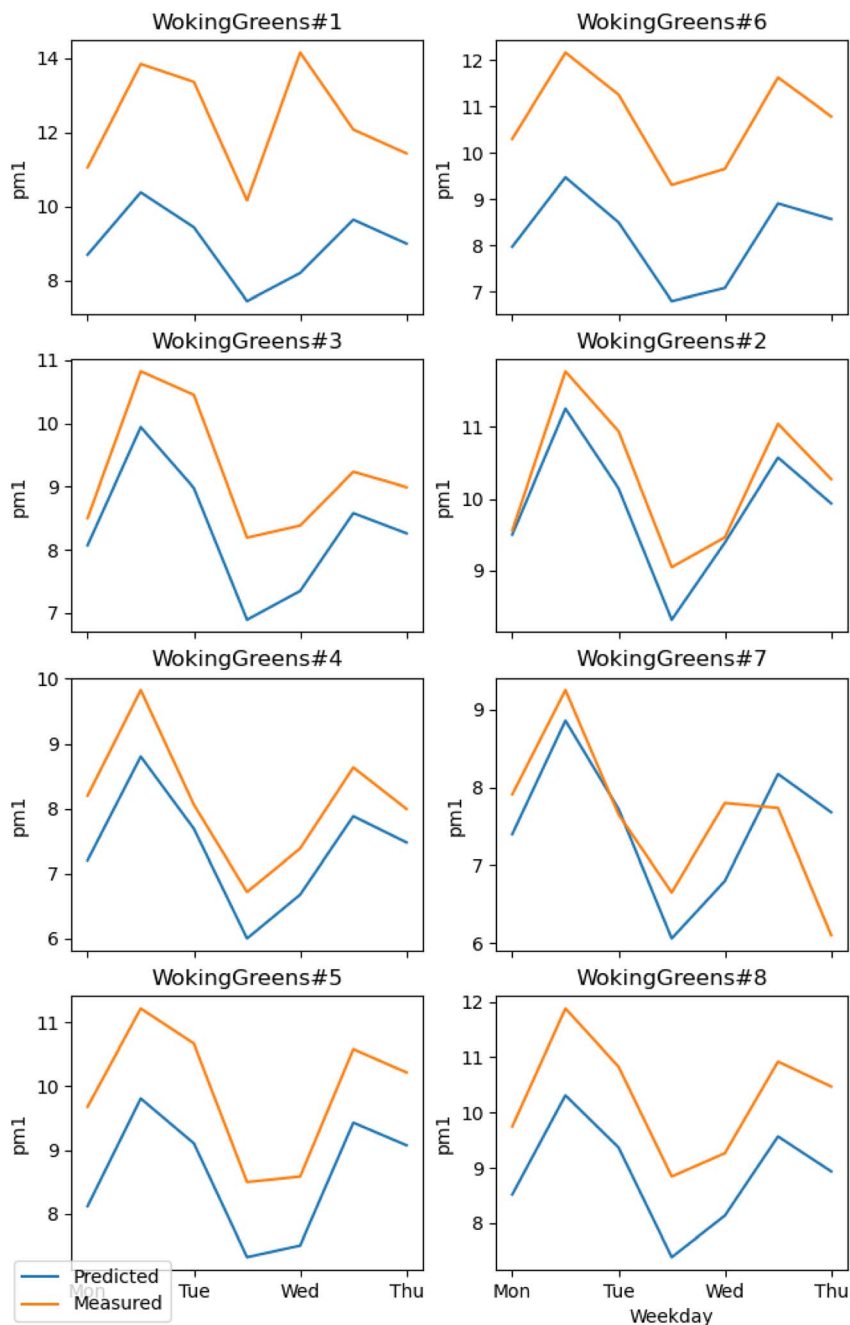 WokingGreens#1
14
12
10
8
pm1
WokingGreens#6
12
11
10
9
8
7
pm1
WokingGreens#3
11
10
9
8
7
pm1
WokingGreens#2
11
10
9
pm1
WokingGreens#4
10
9
8
7
6
pm1
WokingGreens#7
9
8
7
6
pm1
WokingGreens#5
11
10
9
8
pm1
Mon Tue Wed Thu
Predicted
Measured
WokingGreens#8
12
11
10
9
8
pm1
Mon Tue Wed Thu
Weekday